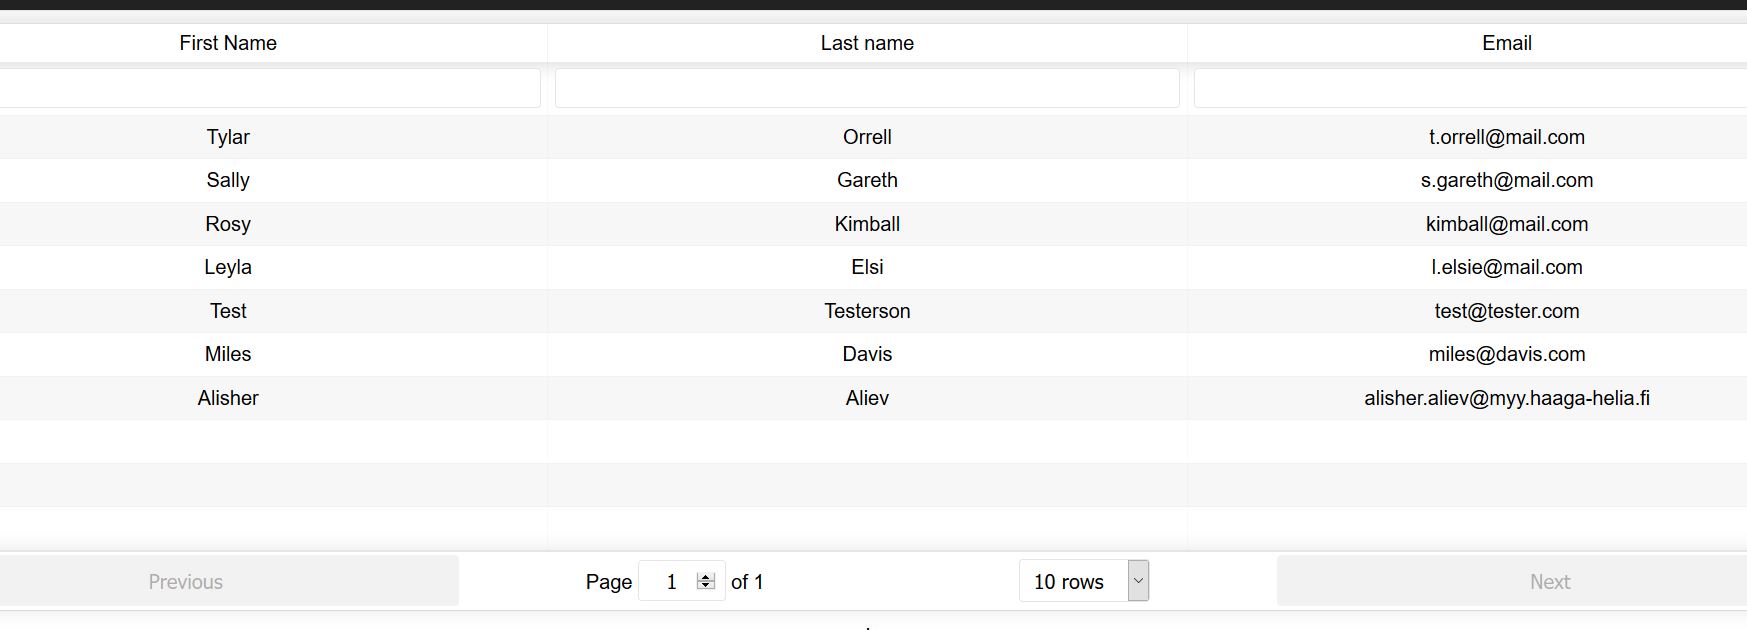 First Name Last name Email
Tylar Orrell t.orrell@mail.com
Sally Gareth s.gareth@mail.com
Rosy Kimball kimball@mail.com
Leyla Elsi l.elsie@mail.com
Test Testerson test@tester.com
Miles Davis miles@davis.com
Alisher Aliev alisher.aliev@myy.haaga-helia.fi
Previous Page 1 of 1 10 rows Next